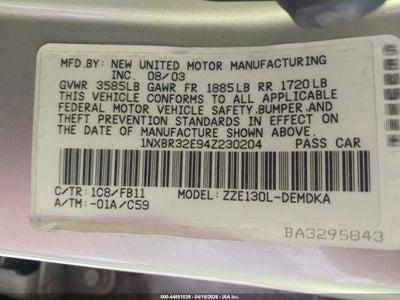 MFD.BY: NEW UNITED MOTOR MANUFACTURING
INC. 08/03
GVWR 3585LB GAWR FR 1885LB RR 1720LB
THIS VEHICLE CONFORMS TO ALL APPLICABLE
FEDERAL MOTOR VEHICLE SAFETY,BUMPER,AND
THEFT PREVENTION STANDARDS IN EFFECT ON
THE DATE OF MANUFACTURE SHOWN ABOVE.
1NXBR32E94Z230204 PASS CAR
C/TR: 1C8/FB11 MODEL: ZZE130L-DEMDKA
A/TM: -01A/C59
BA3295843
000-44881039 - 04/16/2026 - IAA Inc.